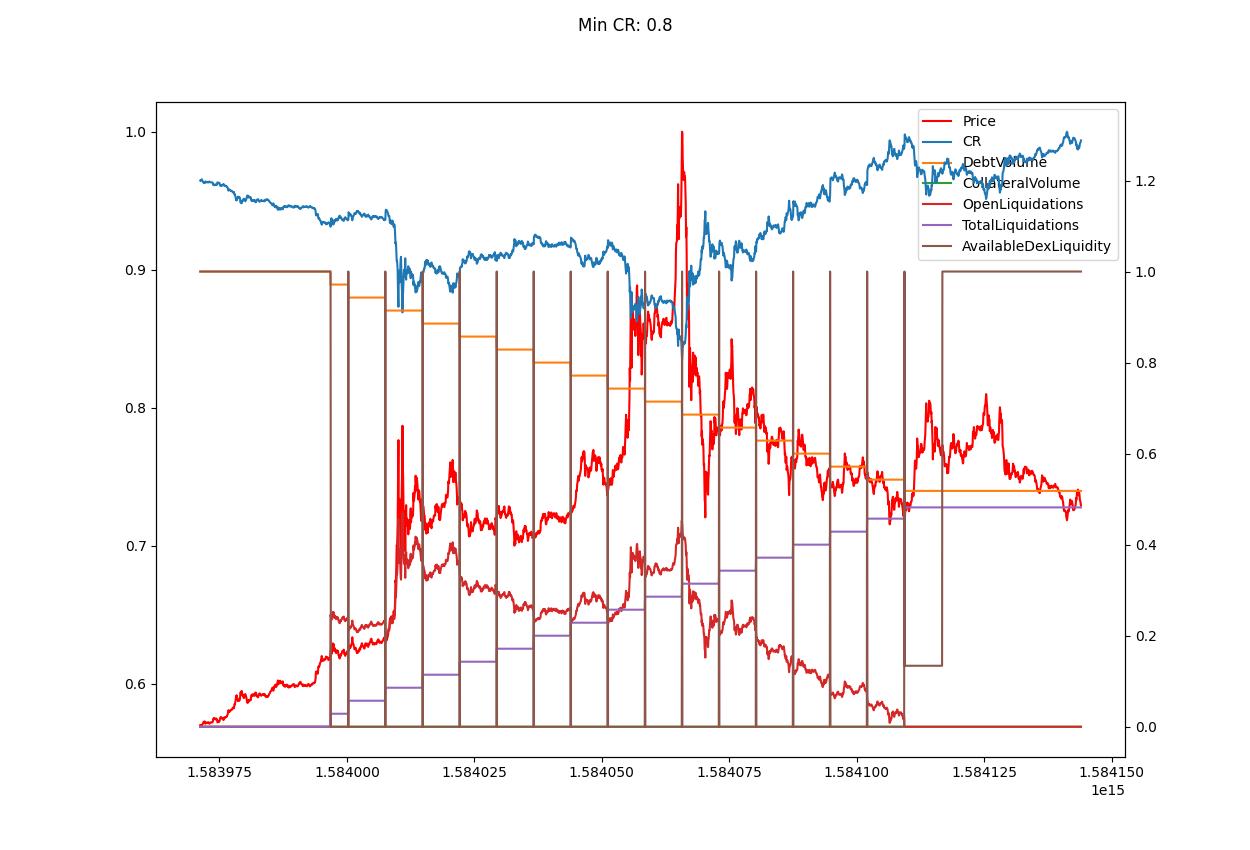 Min CR: 0.8
1.0
0.9
0.8
0.7
0.6
Price
CR
DebtVolume
CollateralVolume
OpenLiquidations
TotalLiquidations
AvailableDexLiquidity
1.2
1.0
0.8
0.6
0.4
0.2
0.0
1.583975 1.584000 1.584025 1.584050 1.584075 1.584100 1.584125 1.584150
1e15